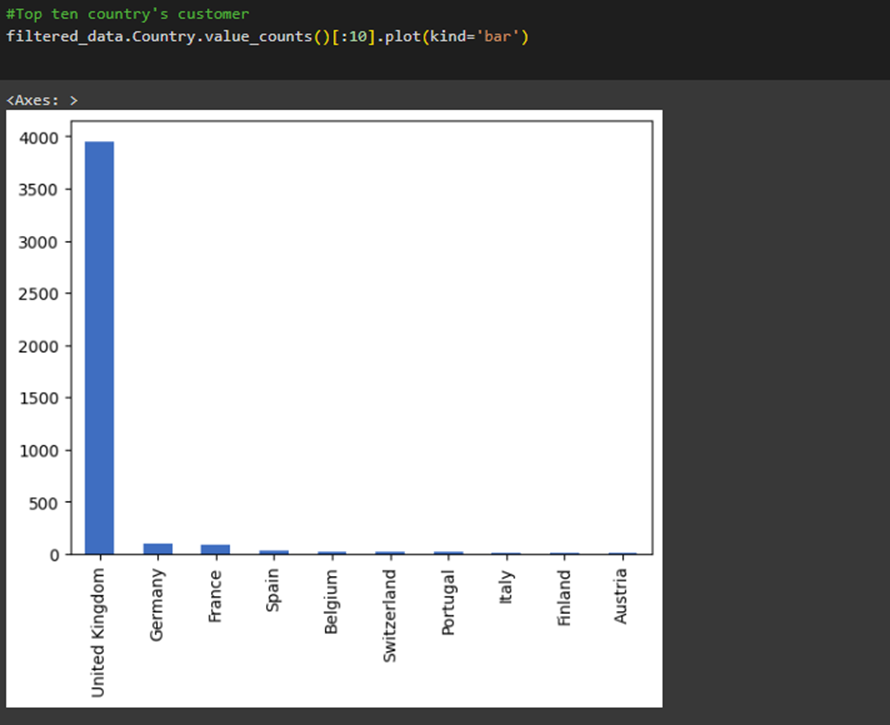 #Top ten country's customer
filtered_data.Country.value_counts()[:10].plot(kind='bar')
<Axes: >
4000
3500
3000
2500
2000
1500
1000
500
0
United Kingdom
Germany
France
Spain
Belgium
Switzerland
Portugal
Italy
Finland
Austria